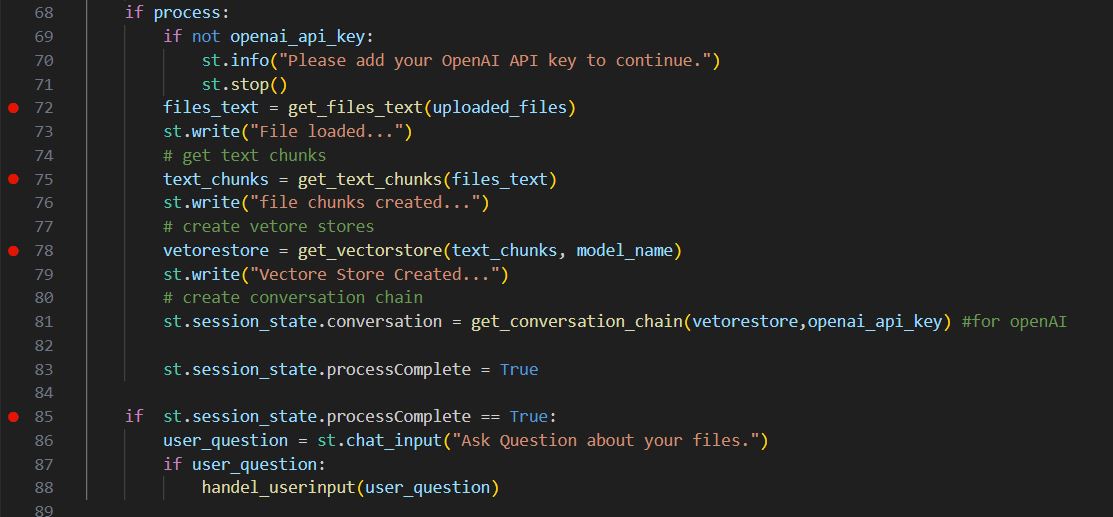 68 if process:
69 if not openai_api_key:
70 st.info("Please add your OpenAI API key to continue.")
71 st.stop()
72 files_text = get_files_text(uploaded_files)
73 st.write("File loaded...")
74 # get text chunks
75 text_chunks = get_text_chunks(files_text)
76 st.write("file chunks created...")
77 # create vetore stores
78 vetorestore = get_vectorstore(text_chunks, model_name)
79 st.write("Vectore Store Created...")
80 # create conversation chain
81 st.session_state.conversation = get_conversation_chain(vetorestore,openai_api_key) #for openAI
82
83 st.session_state.processComplete = True
84
85 if  st.session_state.processComplete == True:
86 user_question = st.chat_input("Ask Question about your files.")
87 if user_question:
88 handel_userinput(user_question)
89